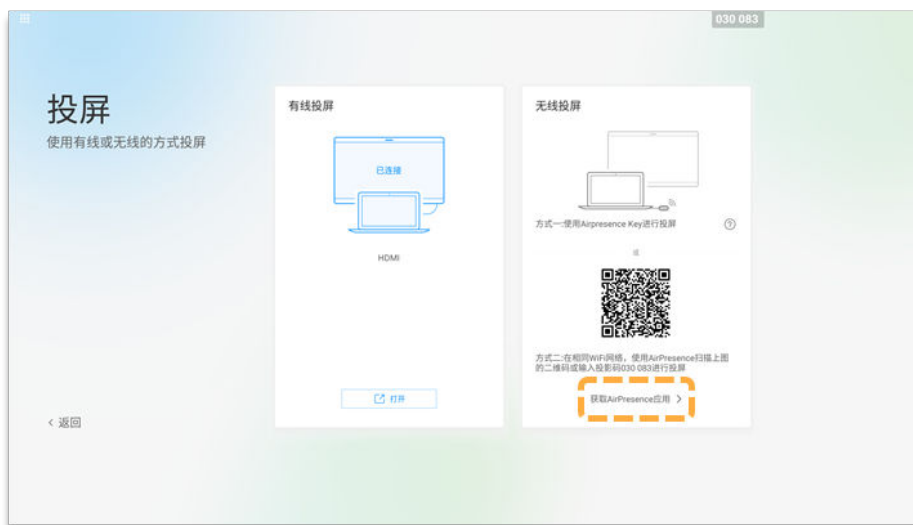 030 083
投屏
使用有线或无线的方式投屏
有线投屏
已连接
HDMI
打开
无线投屏
方式一:使用Airpresence Key进行投屏
或
方式二:在相同WiFi网络，使用AirPresence扫描上图
的二维码或输入投影码030 083进行投屏
获取AirPresence应用 >
< 返回